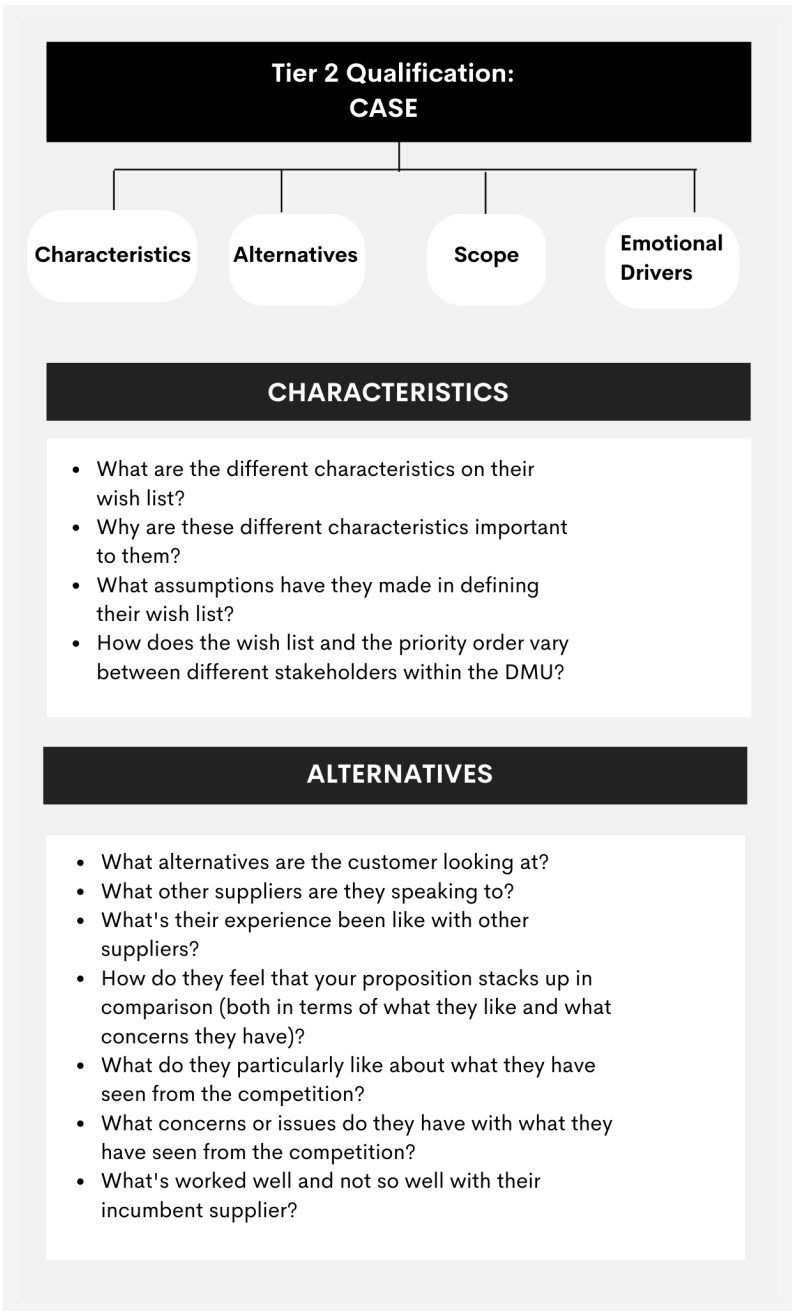 Tier 2 Qualification:
CASE
Characteristics
Alternatives
Scope
Emotional
Drivers
CHARACTERISTICS
• What are the different characteristics on their
wish list?
• Why are these different characteristics important
to them?
• What assumptions have they made in defining
their wish list?
• How does the wish list and the priority order vary
between different stakeholders within the DMU?
ALTERNATIVES
• What alternatives are the customer looking at?
• What other suppliers are they speaking to?
• What's their experience been like with other
suppliers?
• How do they feel that your proposition stacks up in
comparison (both in terms of what they like and what
concerns they have)?
• What do they particularly like about what they have
seen from the competition?
• What concerns or issues do they have with what they
have seen from the competition?
• What's worked well and not so well with their
incumbent supplier?